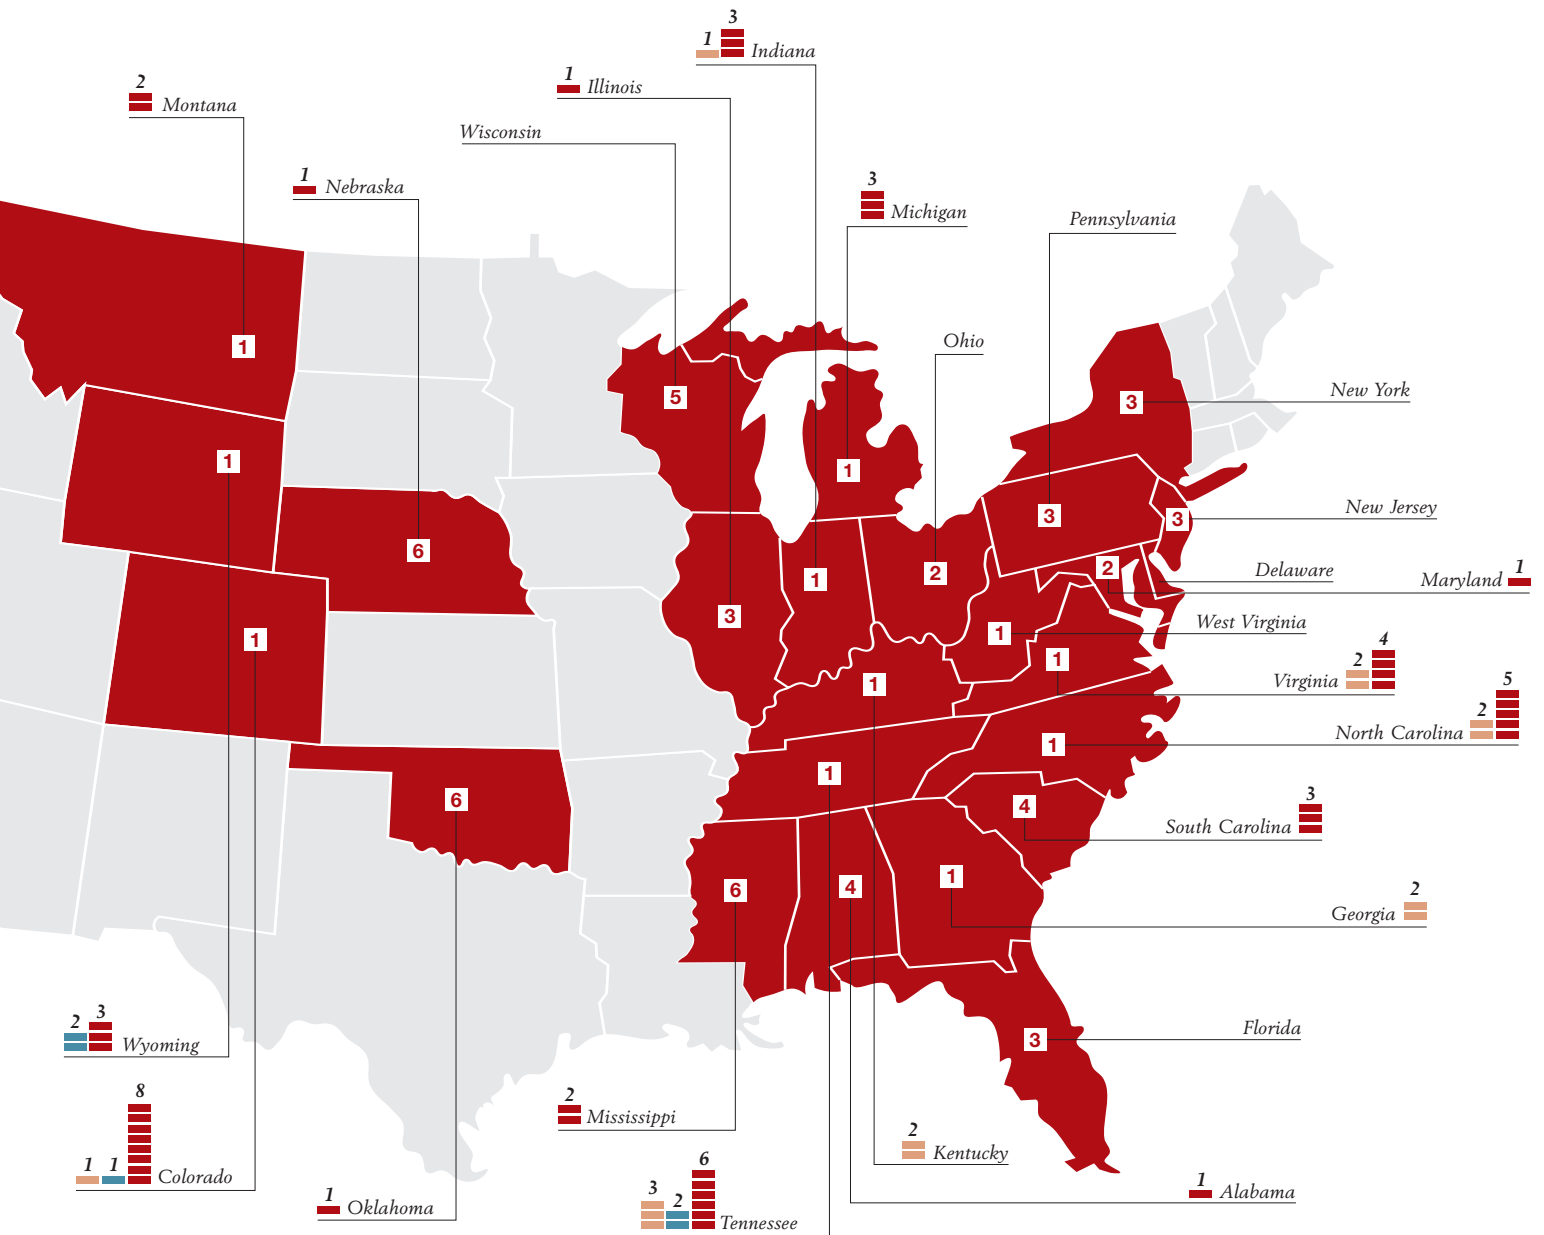 3
1 Indiana
1 Illinois
2
Montana
Wisconsin
1
Nebraska
3
Michigan
Pennsylvania
Ohio
1
New York
3
5
1
1
New Jersey
3
3
6
Delaware
2
Maryland 1
1
2
3
West Virginia
1
1
1
4
2
Virginia
1
5
2
North Carolina
1
1
6
4
3
South Carolina
1
6
4
2
Georgia
2 3
Wyoming
3
Florida
8
1 1
Colorado
2
Mississippi
2
Kentucky
1
Oklahoma
6
3 2
Tennessee
1
Alabama